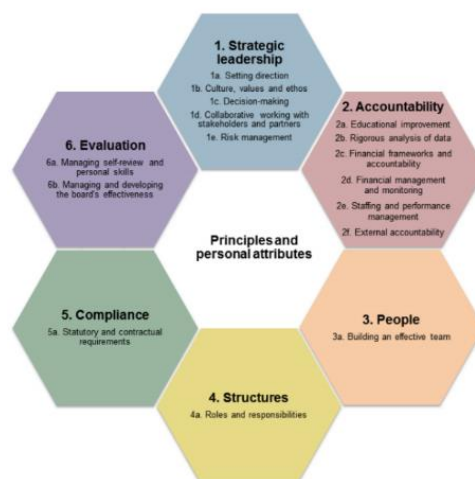 1. Strategic
leadership
1a. Setting direction
1b. Culture, values and ethos
1c. Decision-making
1d. Collaborative working with
stakeholders and partners
1e. Risk management
2. Accountability
2a. Educational improvement
2b. Rigorous analysis of data
2c. Financial frameworks and
accountability
2d. Financial management
and monitoring
2e. Staffing and performance
management
2f. External accountability
3. People
3a. Building an effective team
4. Structures
4a. Roles and responsibilities
5. Compliance
5a. Statutory and contractual
requirements
6. Evaluation
6a. Managing self-review and
personal skills
6b. Managing and developing
the board's effectiveness
Principles and
personal attributes